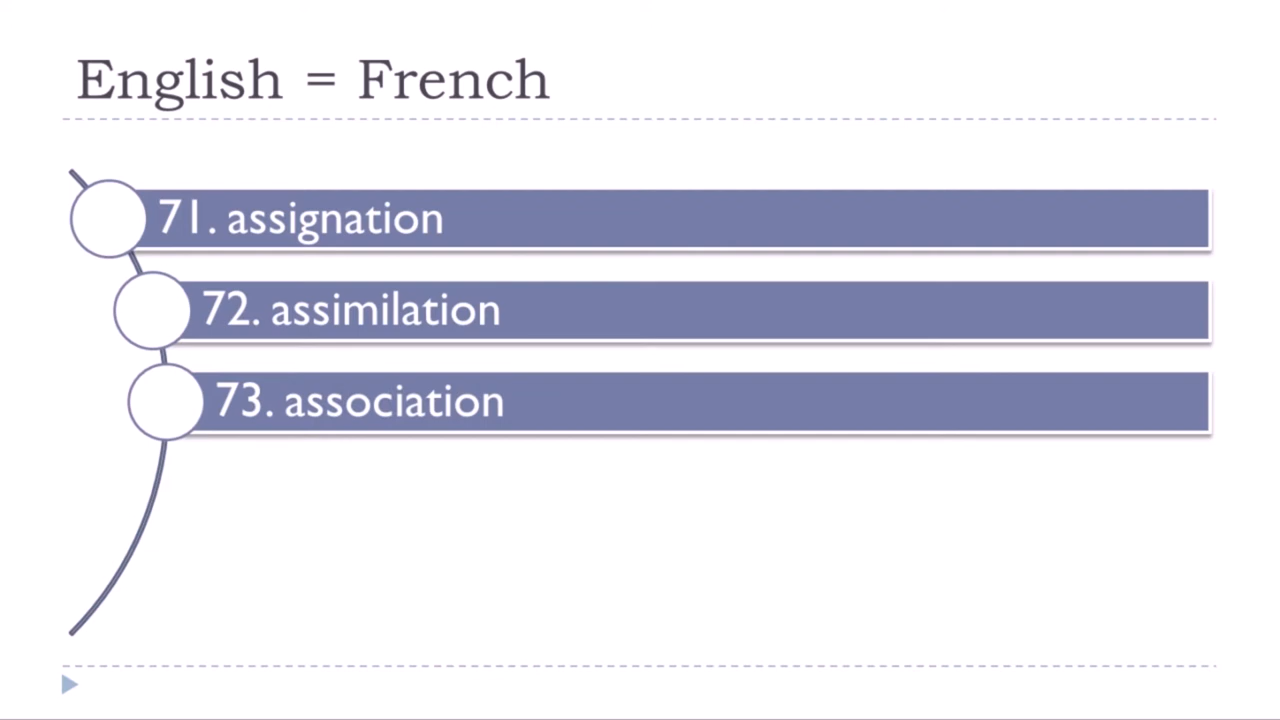 English = French
71. assignation
72. assimilation
73. association